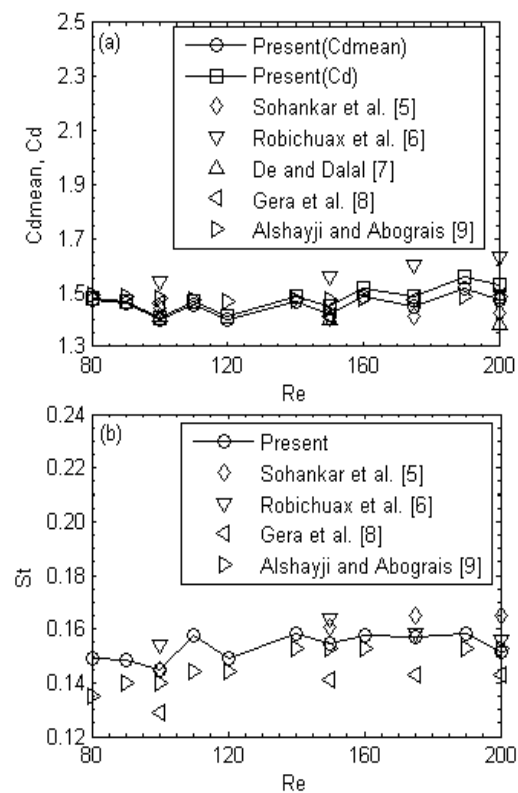 (a)
Present(Cdmean)
Present(Cd)
Sohankar et al. [5]
Robichuax et al. [6]
De and Dalal [7]
Gera et al. [8]
Alshayji and Abograis [9]
Cdmean, Cd
2.5
2.3
2.1
1.9
1.7
1.5
1.3
80
120
160
200
Re
(b)
Present
Sohankar et al. [5]
Robichuax et al. [6]
Gera et al. [8]
Alshayji and Abograis [9]
St
0.24
0.22
0.20
0.18
0.16
0.14
0.12
80
120
160
200
Re